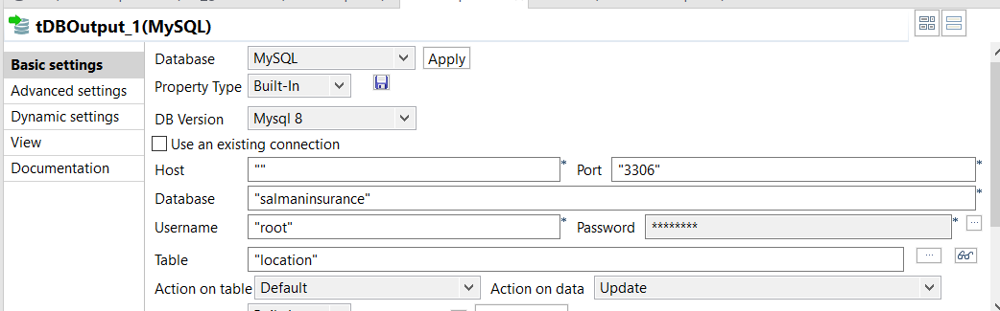 tDBOutput_1(MySQL)
Basic settings
Advanced settings
Dynamic settings
View
Documentation
Database MySQL Apply
Property Type Built-In
DB Version Mysql 8
Use an existing connection
Host "" * Port "3306" *
Database "salmaninsurance" *
Username "root" * Password ******** * ...
Table "location" ...
Action on table Default Action on data Update